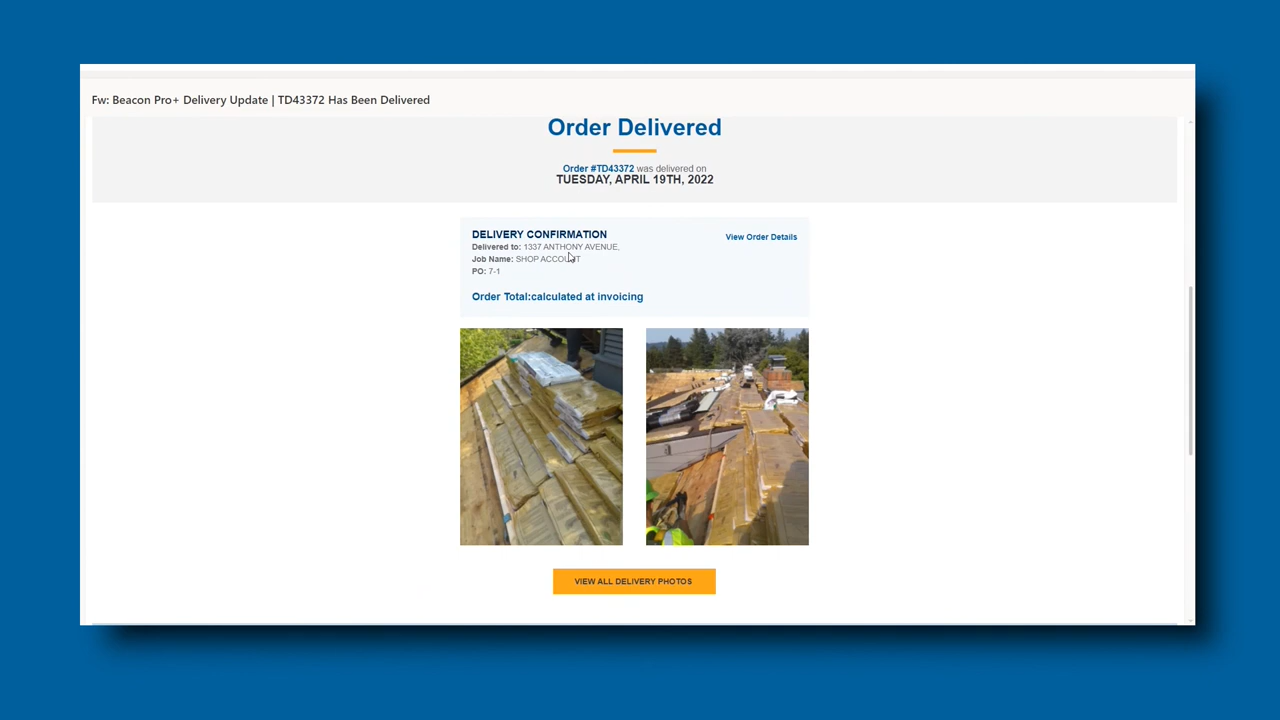 Fw: Beacon Pro+ Delivery Update | TD43372 Has Been Delivered
Order Delivered
Order #TD43372 was delivered on
TUESDAY, APRIL 19TH, 2022
DELIVERY CONFIRMATION
View Order Details
Delivered to: 1337 ANTHONY AVENUE,
Job Name: SHOP ACCOUNT
PO: 7-1
Order Total:calculated at invoicing
VIEW ALL DELIVERY PHOTOS